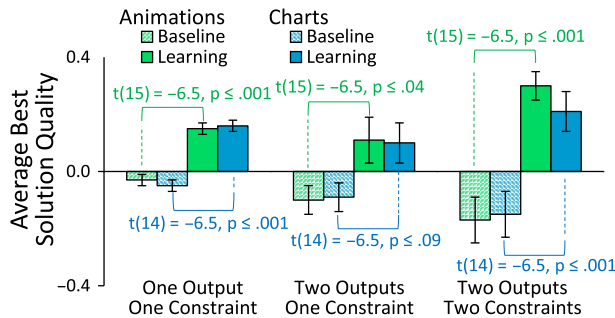 Animations Charts
Baseline Baseline
Learning Learning
Average Best
Solution Quality
0.4
0.0
−0.4
t(15) = −6.5, p ≤ .001
t(15) = −6.5, p ≤ .04
t(15) = −6.5, p ≤ .001
t(14) = −6.5, p ≤ .001
t(14) = −6.5, p ≤ .09
t(14) = −6.5, p ≤ .001
One Output
One Constraint
Two Outputs
One Constraint
Two Outputs
Two Constraints